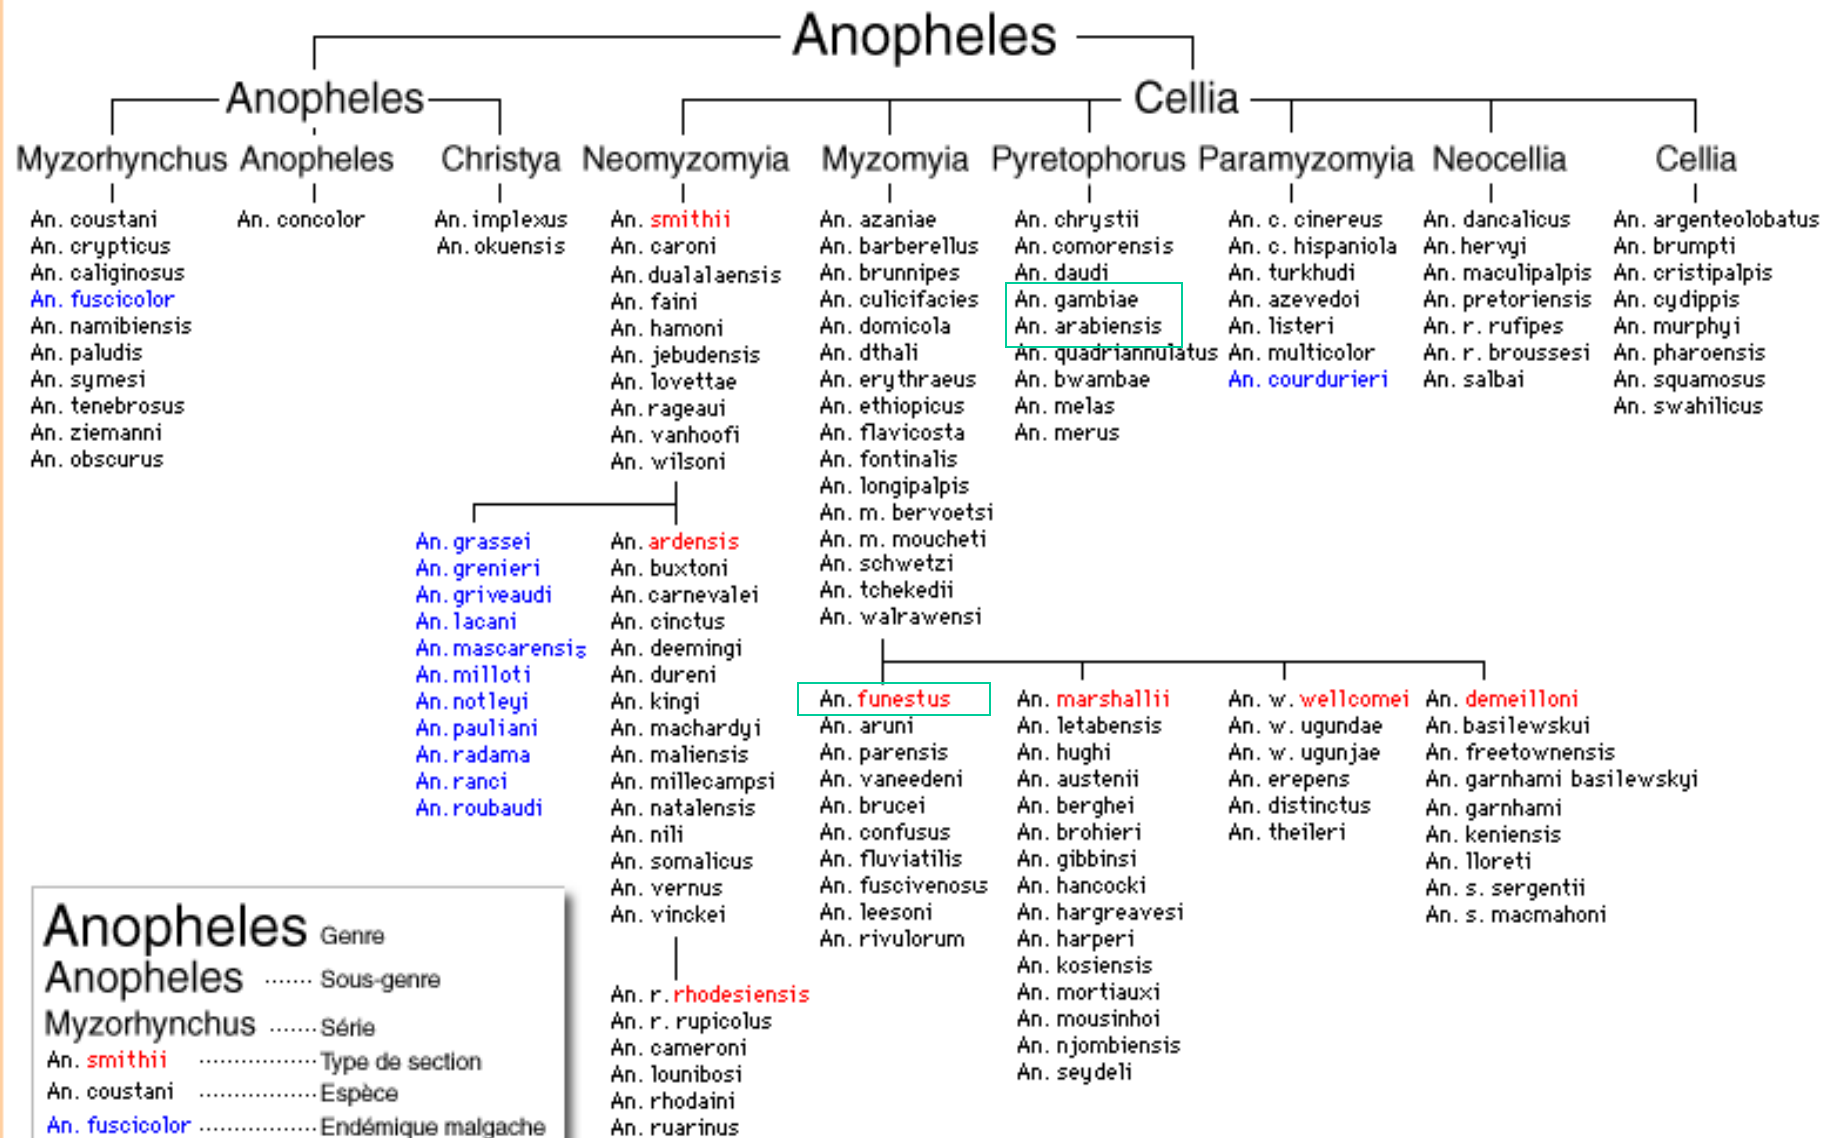 Anopheles
Anopheles
Cellia
Myzorhynchus
Anopheles
Christya
Neomyzomyia
Myzomyia
Pyretophorus
Paramyzomyia
Neocellia
Cellia
An. coustani
An. crypticus
An. caliginosus
An. fuscicolor
An. namibiensis
An. paludis
An. symesi
An. tenebrosus
An. ziemanni
An. obscurus
An. concolor
An. implexus
An. okuensis
An. smithii
An. caroni
An. dualalaensis
An. faini
An. hamoni
An. jebudensis
An. lovettae
An. rageaui
An. vanhoofi
An. wilsoni
An. grassei
An. grenieri
An. griveaudi
An. lacani
An. mascarensis
An. milloti
An. notleyi
An. pauliani
An. radama
An. ranci
An. roubaudi
An. ardensis
An. buxtoni
An. carnevalei
An. cinctus
An. deemingi
An. dureni
An. kingi
An. machardyi
An. maliensis
An. millecampsi
An. natalensis
An. nili
An. somalicus
An. vernus
An. vinckei
An. r. rhodesiensis
An. r. rupicolus
An. cameroni
An. lounibosi
An. rhodaini
An. ruarinus
An. azaniae
An. barberellus
An. brunnipes
An. culicifacies
An. domicola
An. dthali
An. erythraeus
An. ethiopicus
An. flavicosta
An. fontinalis
An. longipalpis
An. m. bervoetsi
An. m. moucheti
An. schwetzi
An. tchekedii
An. walrawensi
An. funestus
An. aruni
An. parensis
An. vaneedeni
An. brucei
An. confusus
An. fluviatilis
An. fuscivenosus
An. leesoni
An. rivulorum
An. marshallii
An. letabensis
An. hughi
An. austenii
An. berghei
An. brohieri
An. gibbinsi
An. hancocki
An. hargreavesi
An. harperi
An. kosiensis
An. mortiauxi
An. mousinhoi
An. njombiensis
An. seydeli
An. w. wellcomei
An. w. ugundae
An. w. ugunjae
An. erepens
An. distinctus
An. theileri
An. demeilloni
An. basilewskui
An. freetownensis
An. garnhami basilewskyi
An. garnhami
An. keniensis
An. lloreti
An. s. sergentii
An. s. macmahoni
An. chrystii
An. comorensis
An. daudi
An. gambiae
An. arabiensis
An. quadriannulatus
An. bwambae
An. melas
An. merus
An. c. cinereus
An. c. hispaniola
An. turkhudi
An. azevedoi
An. listeri
An. multicolor
An. courdurieri
An. dancalicus
An. hervyi
An. maculipalpis
An. pretoriensis
An. r. rufipes
An. r. broussesi
An. salbai
An. argenteolobatus
An. brumpti
An. cristipalpis
An. cydippis
An. murphyi
An. pharoensis
An. squamosus
An. swahilicus
Anopheles Genre
Anopheles ....... Sous-genre
Myzorhynchus ....... Série
An. smithii ................. Type de section
An. coustani ................. Espèce
An. fuscicolor ................. Endémique malgache